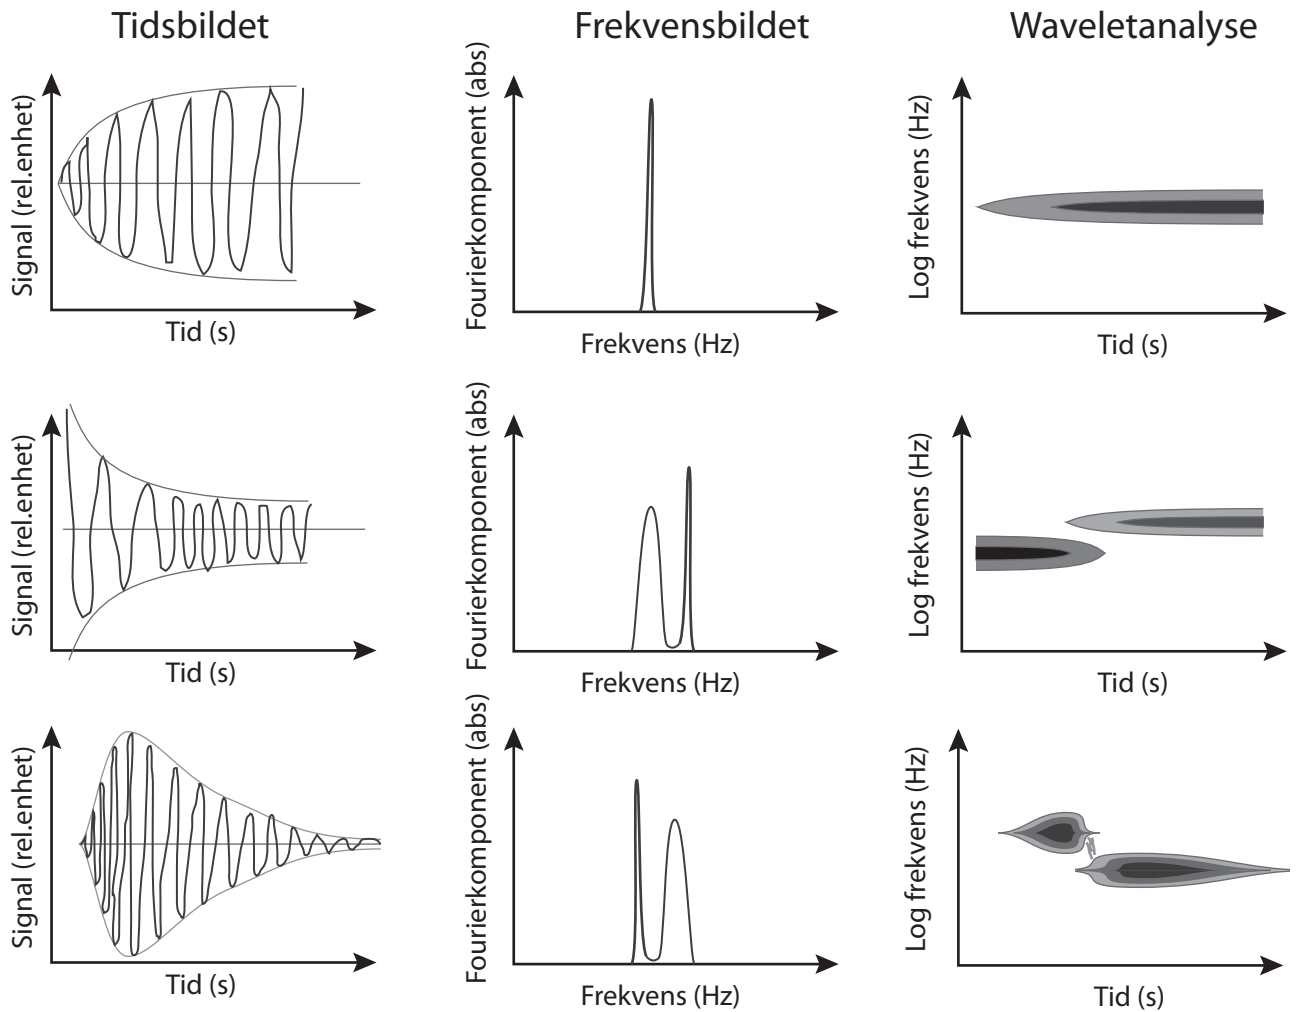 Tidsbildet
Frekvensbildet
Waveletanalyse
Signal (rel.enhet)
Tid (s)
Fourierkomponent (abs)
Frekvens (Hz)
Log frekvens (Hz)
Tid (s)
Signal (rel.enhet)
Tid (s)
Fourierkomponent (abs)
Frekvens (Hz)
Log frekvens (Hz)
Tid (s)
Signal (rel.enhet)
Tid (s)
Fourierkomponent (abs)
Frekvens (Hz)
Log frekvens (Hz)
Tid (s)